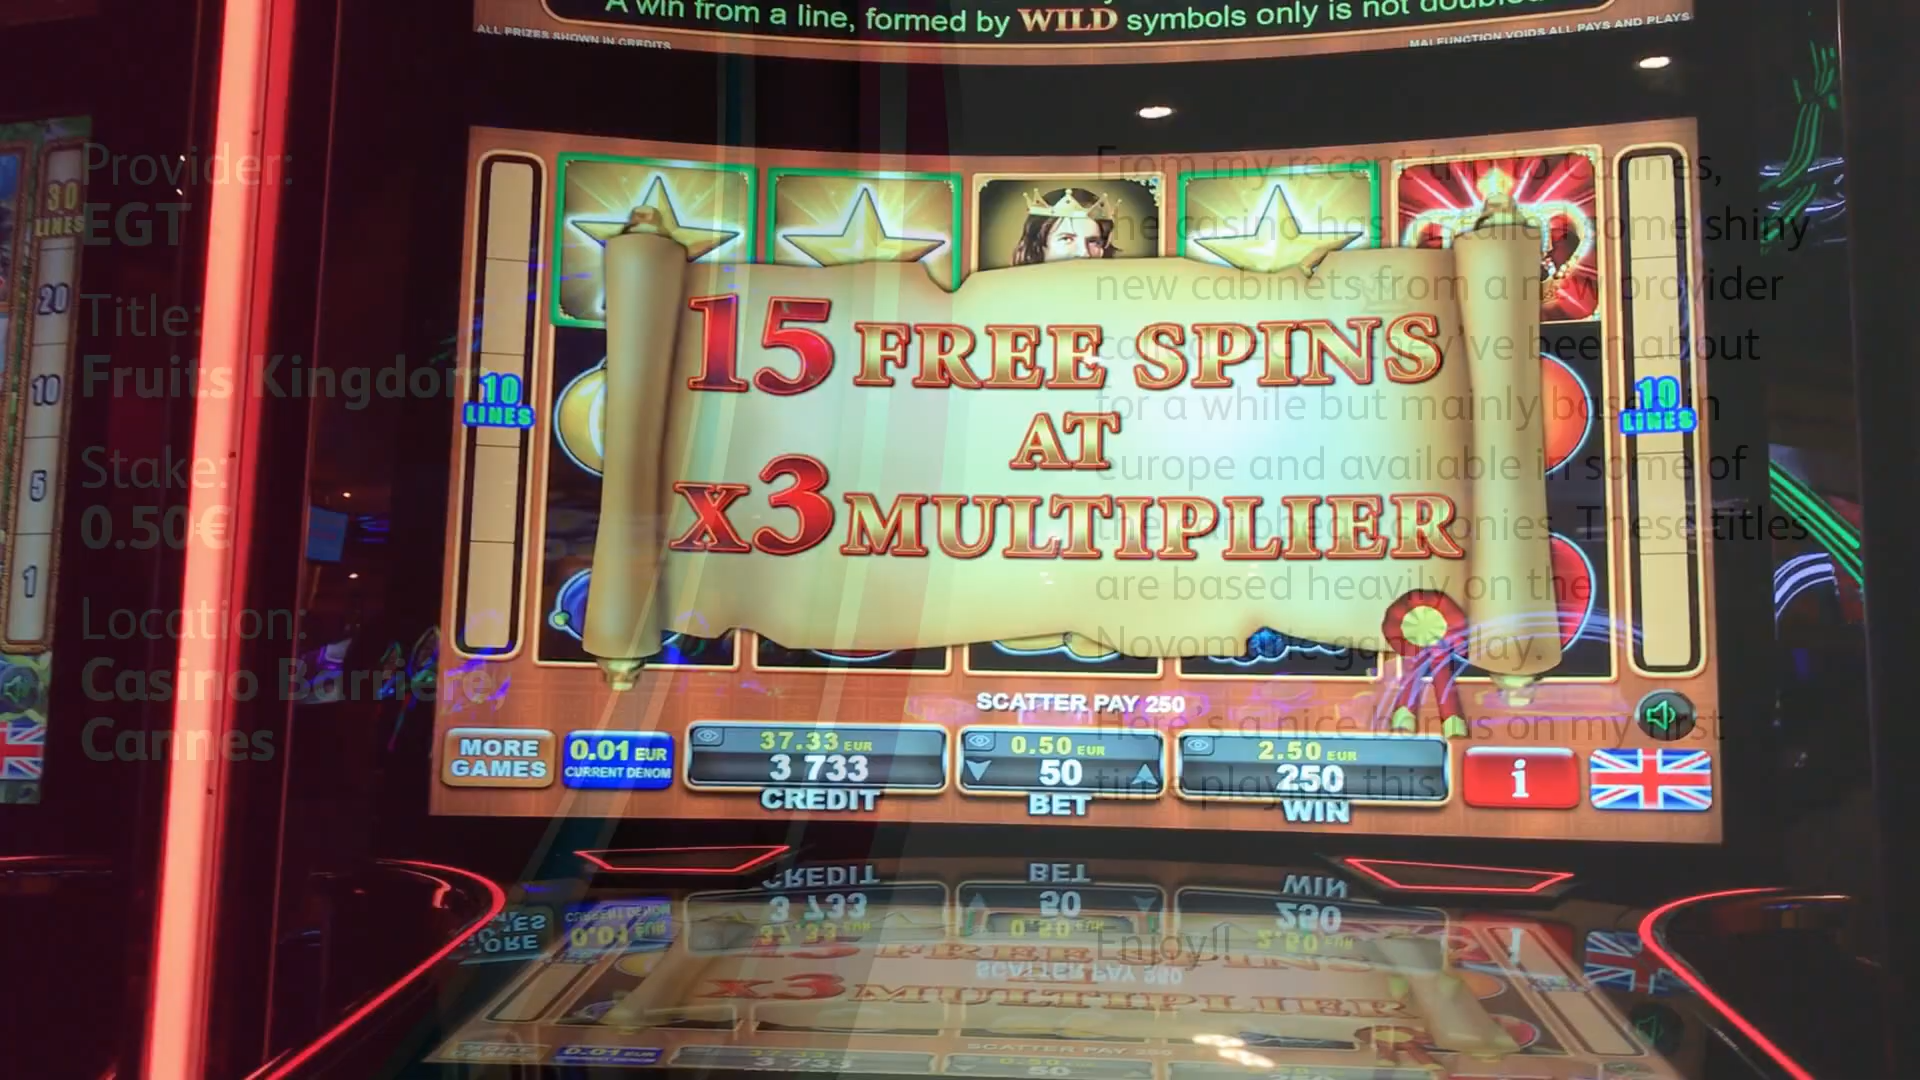 A win from a line, formed by WILD symbols only is not doubled
ALL PRIZES SHOWN IN CREDITS
MALFUNCTION VOIDS ALL PAYS AND PLAYS
Provider:
EGT
Title:
Fruits Kingdom
Stake:
0.50€
Location:
Casino Barriere
Cannes
30
LINES
20
10
5
1
10
LINES
10
LINES
15 FREE SPINS
AT
x3 MULTIPLIER
From my recent trip to Cannes,
the casino has installed some shiny
new cabinets from a new provider
they've been about
for a while but mainly based in
Europe and available in some of
the Caribbean colonies. These titles
are based heavily on the
Novomatic gameplay.
Here's a nice bonus on my first
time playing this
Enjoy!!
SCATTER PAY 250
MORE
GAMES
0.01 EUR
CURRENT DENOM
37.33 EUR
3 733
CREDIT
0.50 EUR
50
BET
2.50 EUR
250
WIN
i